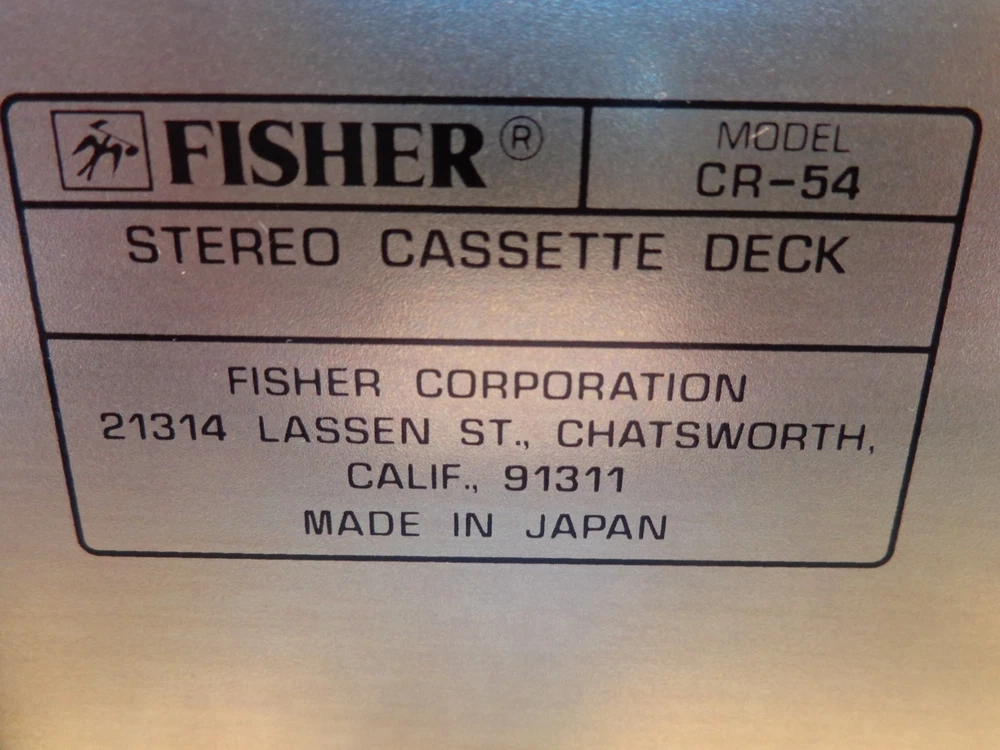 FISHER ®
MODEL
CR-54
STEREO CASSETTE DECK
FISHER CORPORATION
21314 LASSEN ST., CHATSWORTH,
CALIF., 91311
MADE IN JAPAN